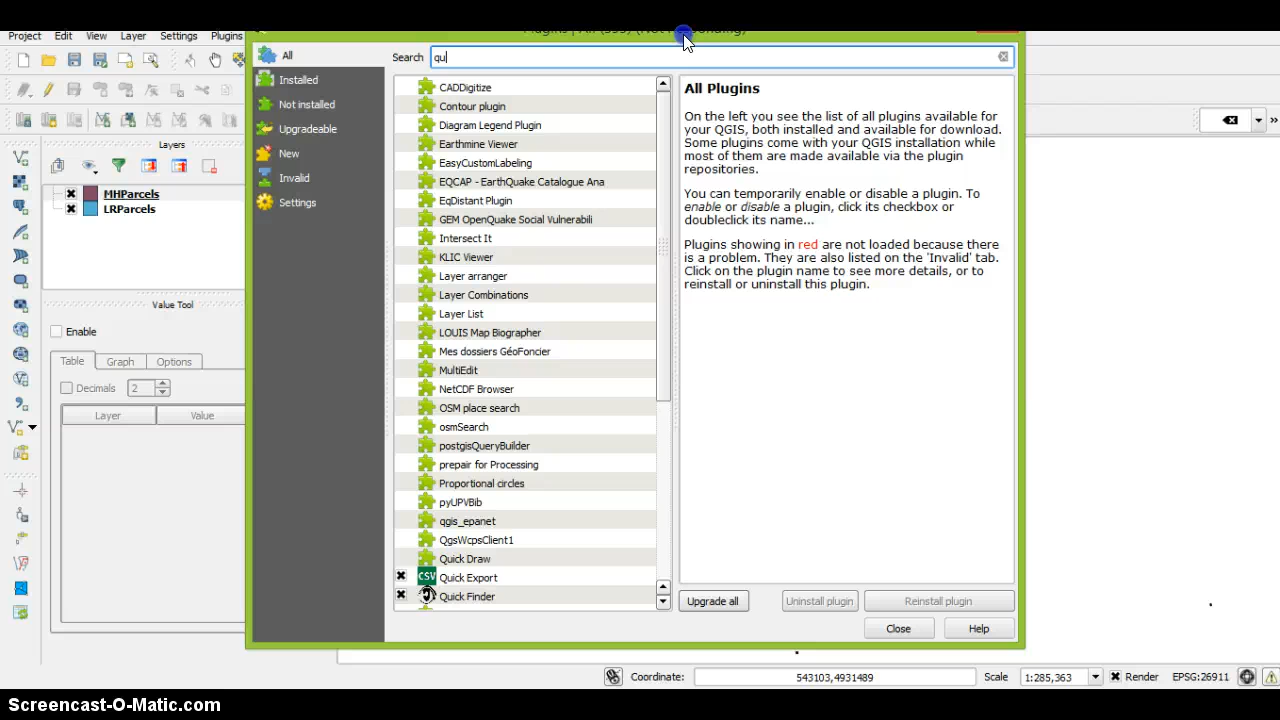 Plugins | All (555) (Not Responding)
Project Edit View Layer Settings Plugins
All
Search qu
Installed
Not installed
Upgradeable
New
Invalid
Settings
Layers
MHParcels
LRParcels
Value Tool
Enable
Table Graph Options
Decimals 2
Layer Value
CADDigitize
Contour plugin
Diagram Legend Plugin
Earthmine Viewer
EasyCustomLabeling
EQCAP - EarthQuake Catalogue Ana
EqDistant Plugin
GEM OpenQuake Social Vulnerabili
Intersect It
KLIC Viewer
Layer arranger
Layer Combinations
Layer List
LOUIS Map Biographer
Mes dossiers GéoFoncier
MultiEdit
NetCDF Browser
OSM place search
osmSearch
postgisQueryBuilder
prepair for Processing
Proportional circles
pyUPVBib
qgis_epanet
QgsWcpsClient1
Quick Draw
CSV Quick Export
Quick Finder
All Plugins
On the left you see the list of all plugins available for
your QGIS, both installed and available for download.
Some plugins come with your QGIS installation while
most of them are made available via the plugin
repositories.
You can temporarily enable or disable a plugin. To
enable or disable a plugin, click its checkbox or
doubleclick its name...
Plugins showing in red are not loaded because there
is a problem. They are also listed on the 'Invalid' tab.
Click on the plugin name to see more details, or to
reinstall or uninstall this plugin.
Upgrade all Uninstall plugin Reinstall plugin
Close Help
Coordinate: 543103,4931489 Scale 1:285,363 Render EPSG:26911
Screencast-O-Matic.com